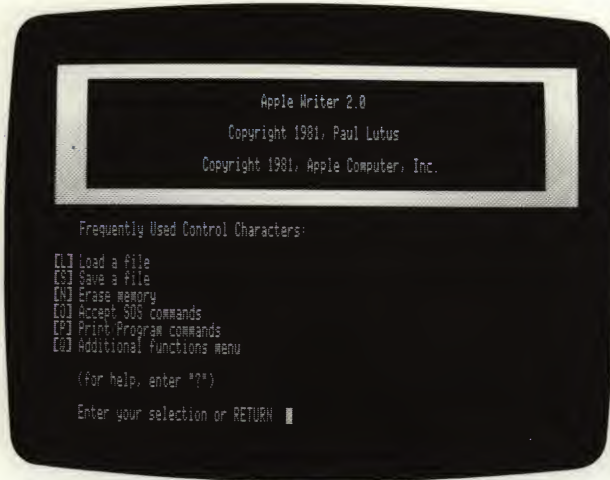 Apple Writer 2.0
Copyright 1981, Paul Lutus
Copyright 1981, Apple Computer, Inc.
Frequently Used Control Characters:
[L] Load a file
[S] Save a file
[N] Erase memory
[O] Accept SOS commands
[P] Print/Program commands
[Q] Additional functions menu
(for help, enter "?")
Enter your selection or RETURN